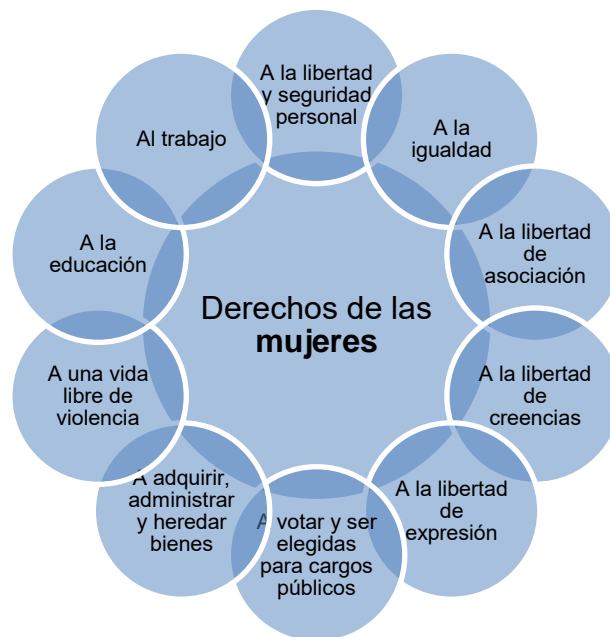 Derechos de las
mujeres
A la libertad
y seguridad
personal
A la
igualdad
A la libertad
de
asociación
A la libertad
de
creencias
A la libertad
de
expresión
A votar y ser
elegidas
para cargos
públicos
A adquirir,
administrar
y heredar
bienes
A una vida
libre de
violencia
A la
educación
Al trabajo